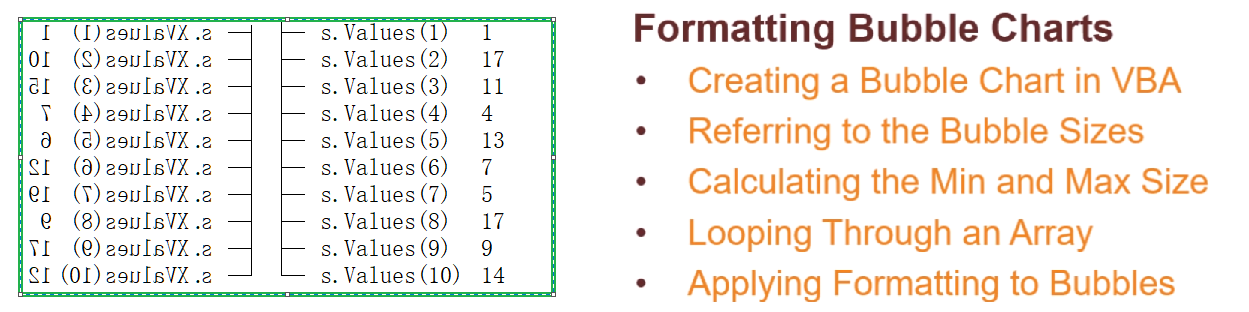 s.XValues(1) 1
s.XValues(2) 10
s.XValues(3) 15
s.XValues(4) 7
s.XValues(5) 6
s.XValues(6) 12
s.XValues(7) 19
s.XValues(8) 9
s.XValues(9) 17
s.XValues(10) 12
s.Values(1) 1
s.Values(2) 17
s.Values(3) 11
s.Values(4) 4
s.Values(5) 13
s.Values(6) 7
s.Values(7) 5
s.Values(8) 17
s.Values(9) 9
s.Values(10) 14
Formatting Bubble Charts
• Creating a Bubble Chart in VBA
• Referring to the Bubble Sizes
• Calculating the Min and Max Size
• Looping Through an Array
• Applying Formatting to Bubbles